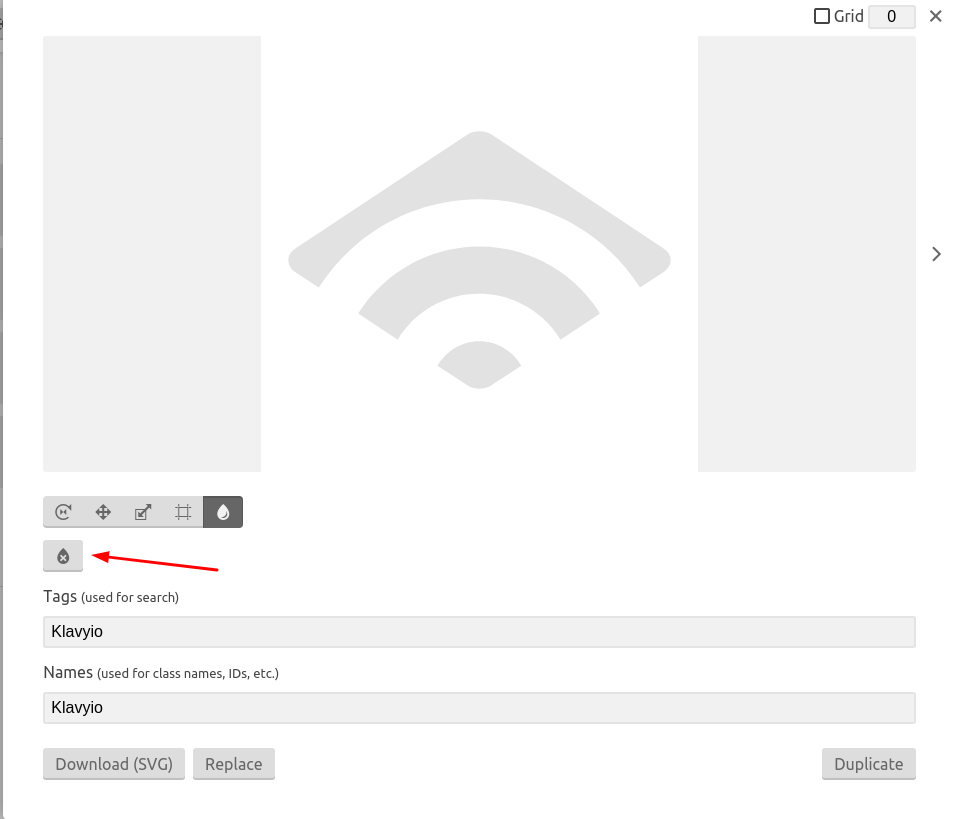 Grid 0
Tags (used for search)
Klavyio
Names (used for class names, IDs, etc.)
Klavyio
Download (SVG) Replace Duplicate